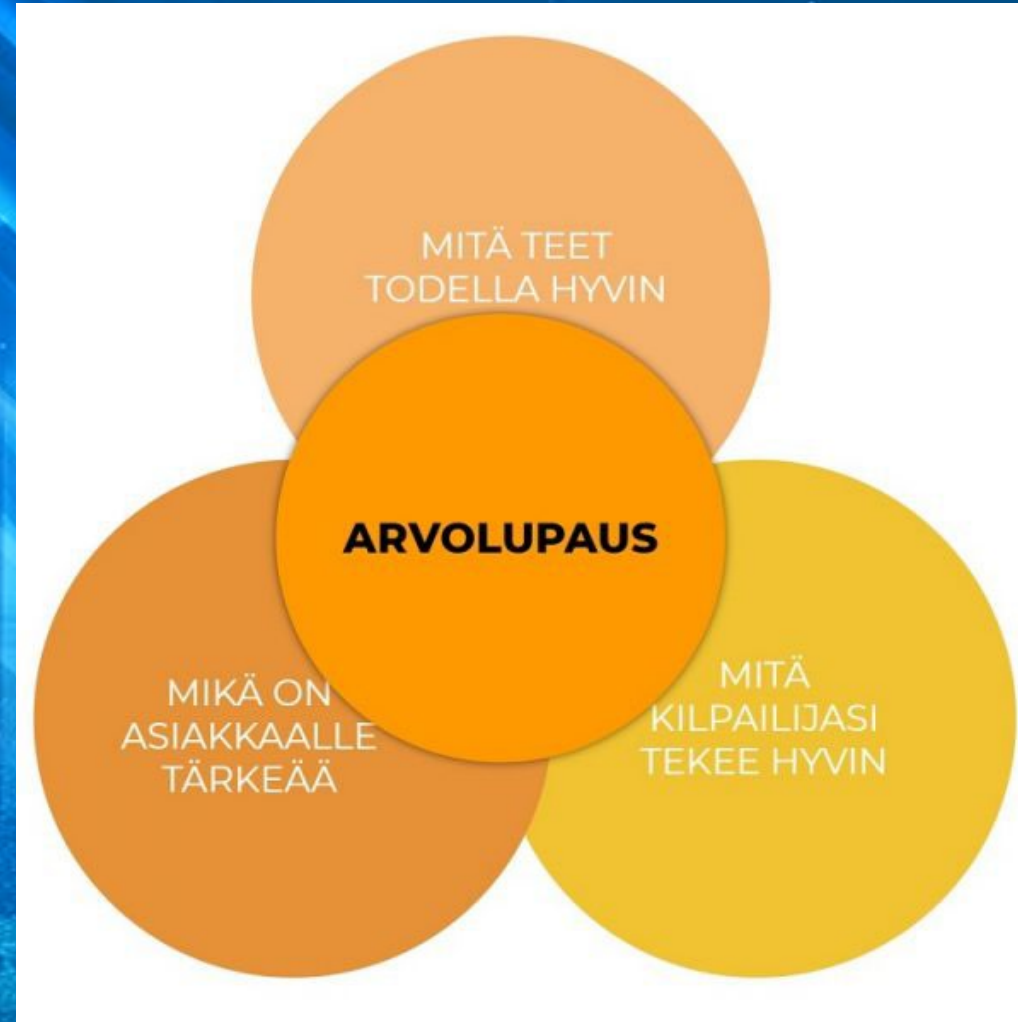 MITÄ TEET
TODELLA HYVIN
ARVOLUPAUS
MIKÄ ON
ASIAKKAALLE
TÄRKEÄÄ
MITÄ
KILPAILIJASI
TEKEE HYVIN